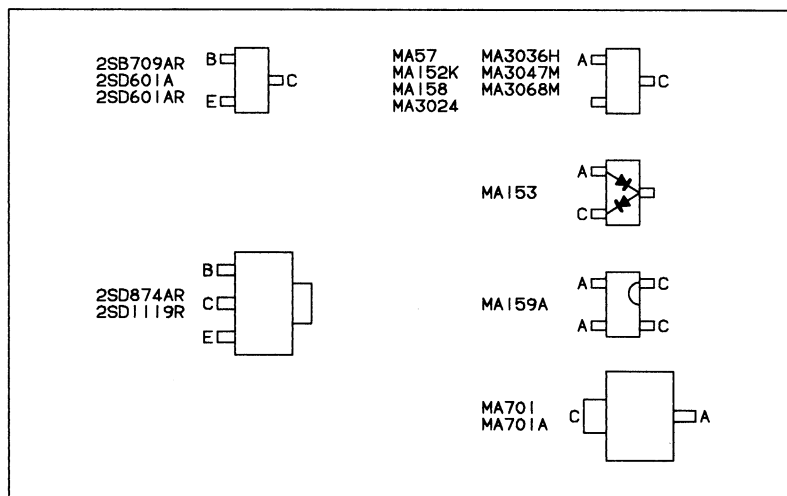 2SB709AR
2SD601A
2SD601AR
B
E
C
MA57 MA3036H
MA152K MA3047M
MA158 MA3068M
MA3024
A
C
MA153
A
C
2SD874AR
2SD1119R
B
C
E
MA159A
A C
A C
MA701
MA701A
C A